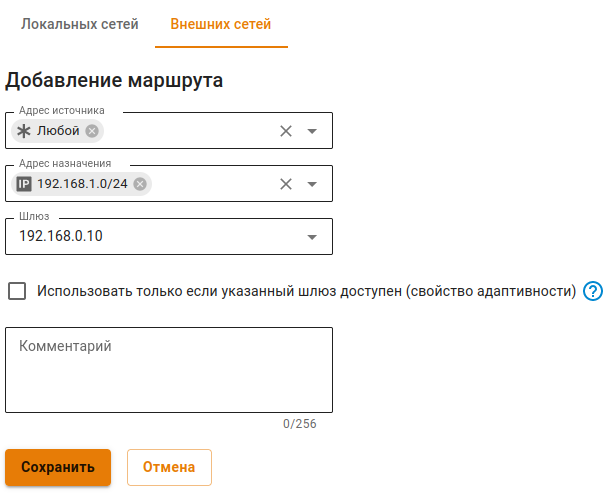 Локальных сетей
Внешних сетей
Добавление маршрута
Адрес источника
Любой
Адрес назначения
IP 192.168.1.0/24
Шлюз
192.168.0.10
Использовать только если указанный шлюз доступен (свойство адаптивности) ?
Комментарий
0/256
Сохранить
Отмена